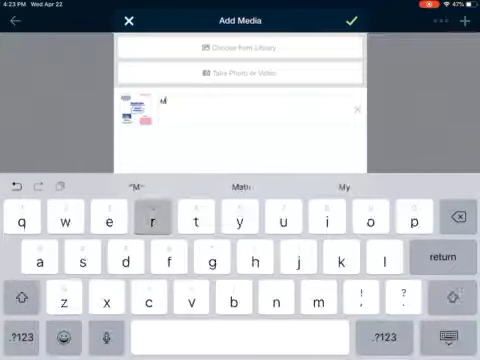 4:23 PM Wed Apr 22 47%
Add Media
Choose from Library
Take Photo or Video
M
"M" Math My
q w e r t y u i o p
a s d f g h j k l return
z x c v b n m ! , ? .
.?123 .?123